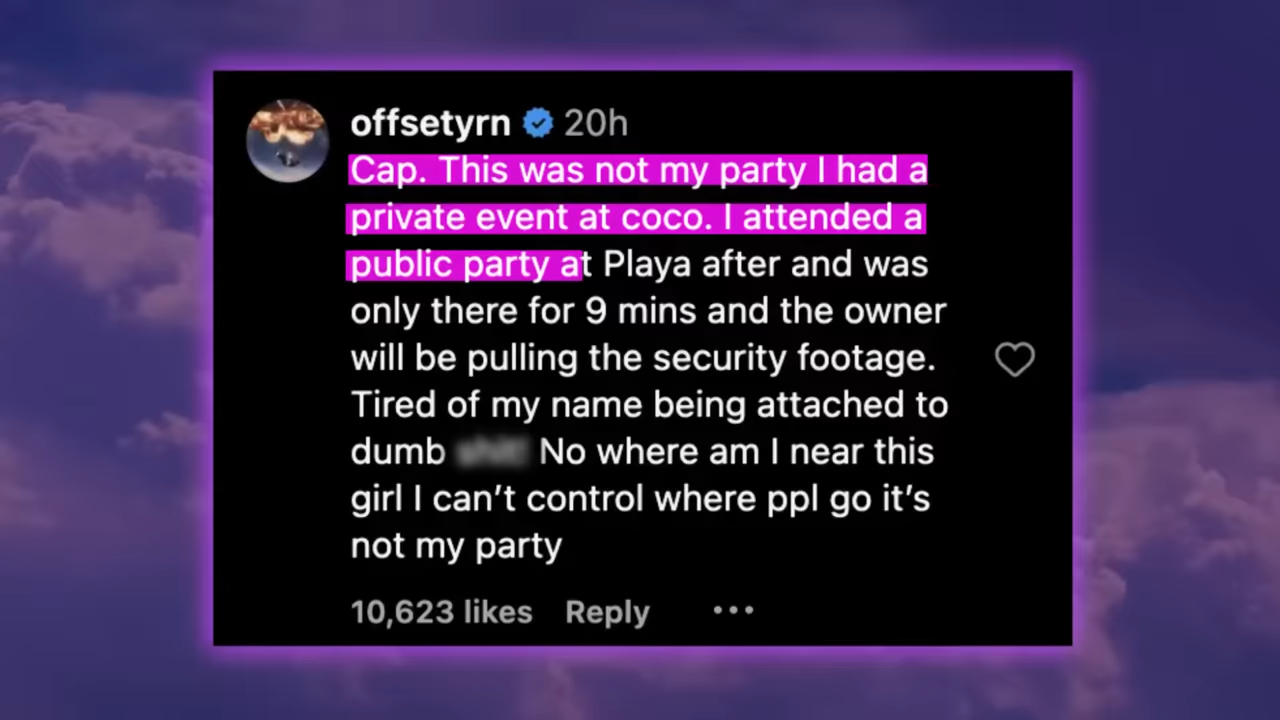 offsetyrn 20h
Cap. This was not my party I had a
private event at coco. I attended a
public party at Playa after and was
only there for 9 mins and the owner
will be pulling the security footage.
Tired of my name being attached to
dumb No where am I near this
girl I can't control where ppl go it's
not my party
10,623 likes Reply